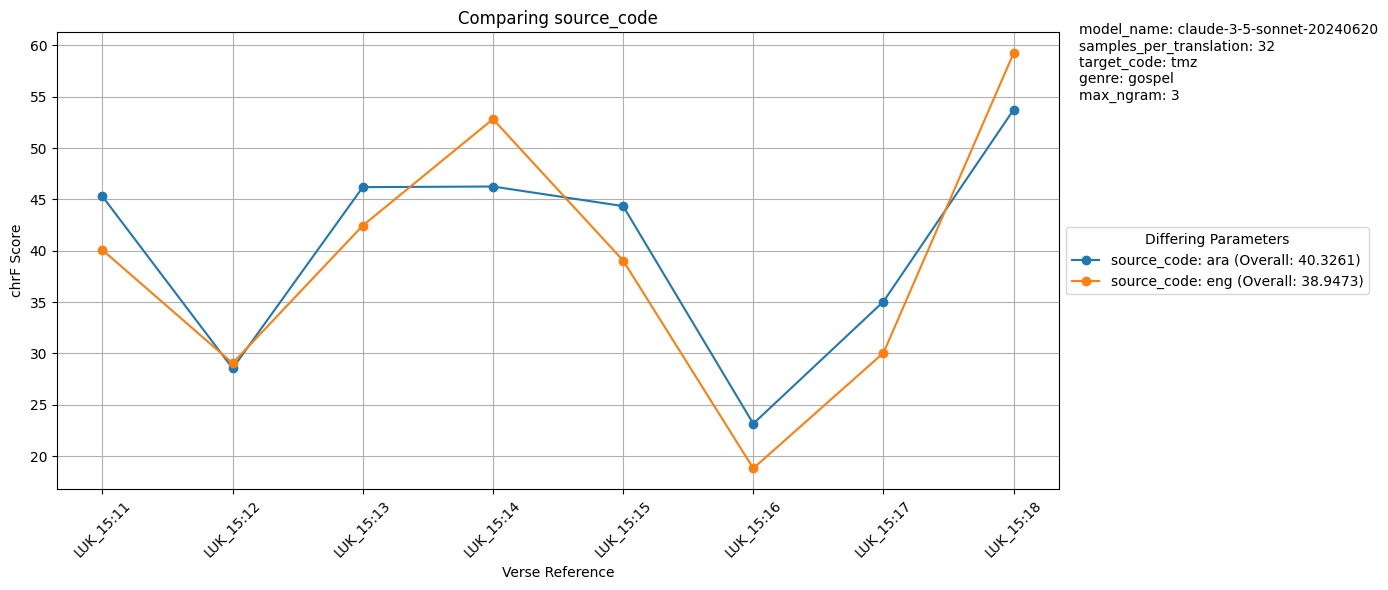 Comparing source_code
model_name: claude-3-5-sonnet-20240620
samples_per_translation: 32
target_code: tmz
genre: gospel
max_ngram: 3
60
55
50
45
40
35
30
25
20
chrF Score
Differing Parameters
source_code: ara (Overall: 40.3261)
source_code: eng (Overall: 38.9473)
LUK_15:11
LUK_15:12
LUK_15:13
LUK_15:14
LUK_15:15
LUK_15:16
LUK_15:17
LUK_15:18
Verse Reference